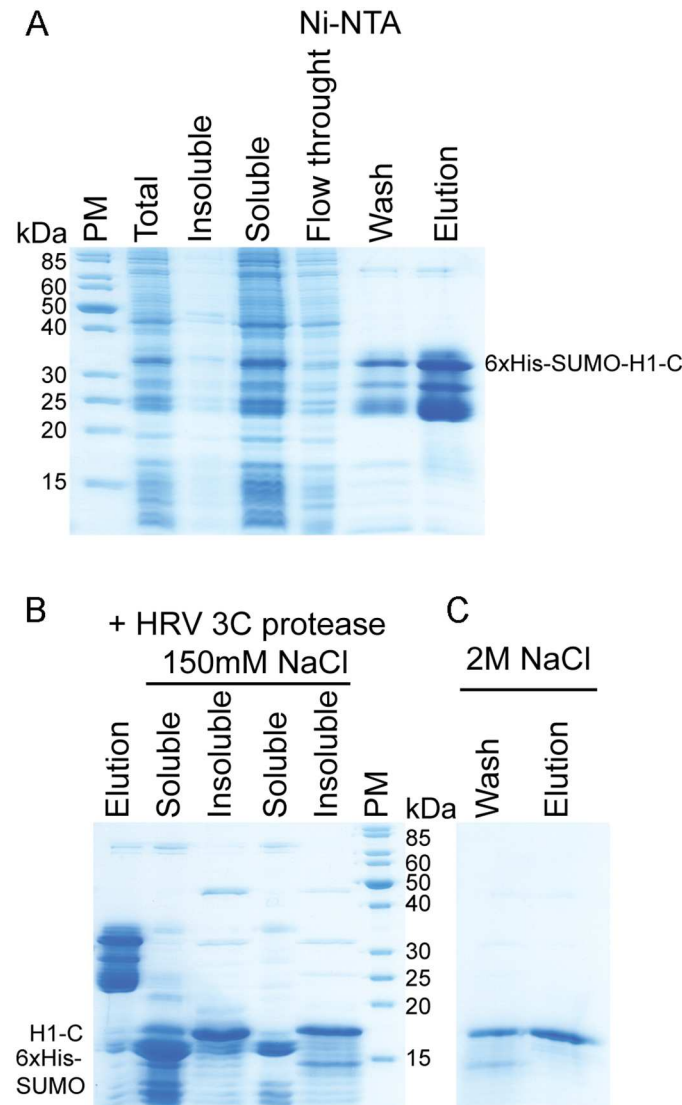 A
Ni-NTA
kDa
PM
Total
Insoluble
Soluble
Flow throught
Wash
Elution
85
60
50
40
30
25
20
15
6xHis-SUMO-H1-C
B
+ HRV 3C protease
150mM NaCl
Elution
Soluble
Insoluble
Soluble
Insoluble
PM
kDa
85
60
50
40
30
25
20
15
H1-C
6xHis-
SUMO
C
2M NaCl
Wash
Elution